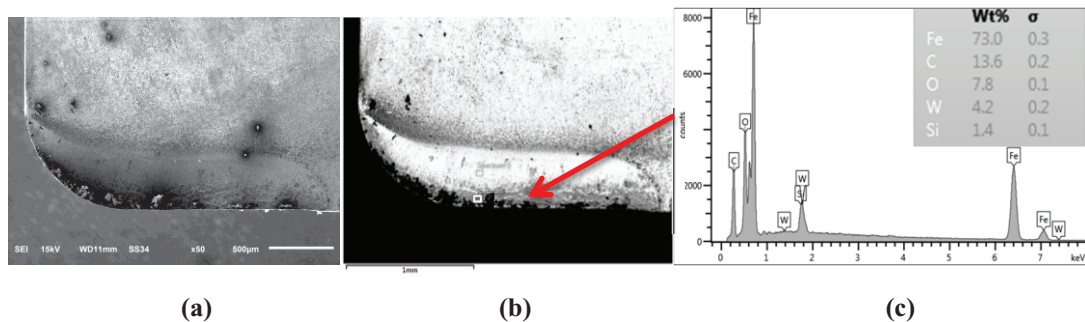 SEI 15kV WD11mm SS34 x50 500µm
1mm
8000
6000
counts
2000
0
0 1 2 3 4 5 6 7 keV
C
O
Fe
W
W
Fe
Fe
W
Wt% σ
Fe 73.0 0.3
C 13.6 0.2
O 7.8 0.1
W 4.2 0.2
Si 1.4 0.1
(a)
(b)
(c)